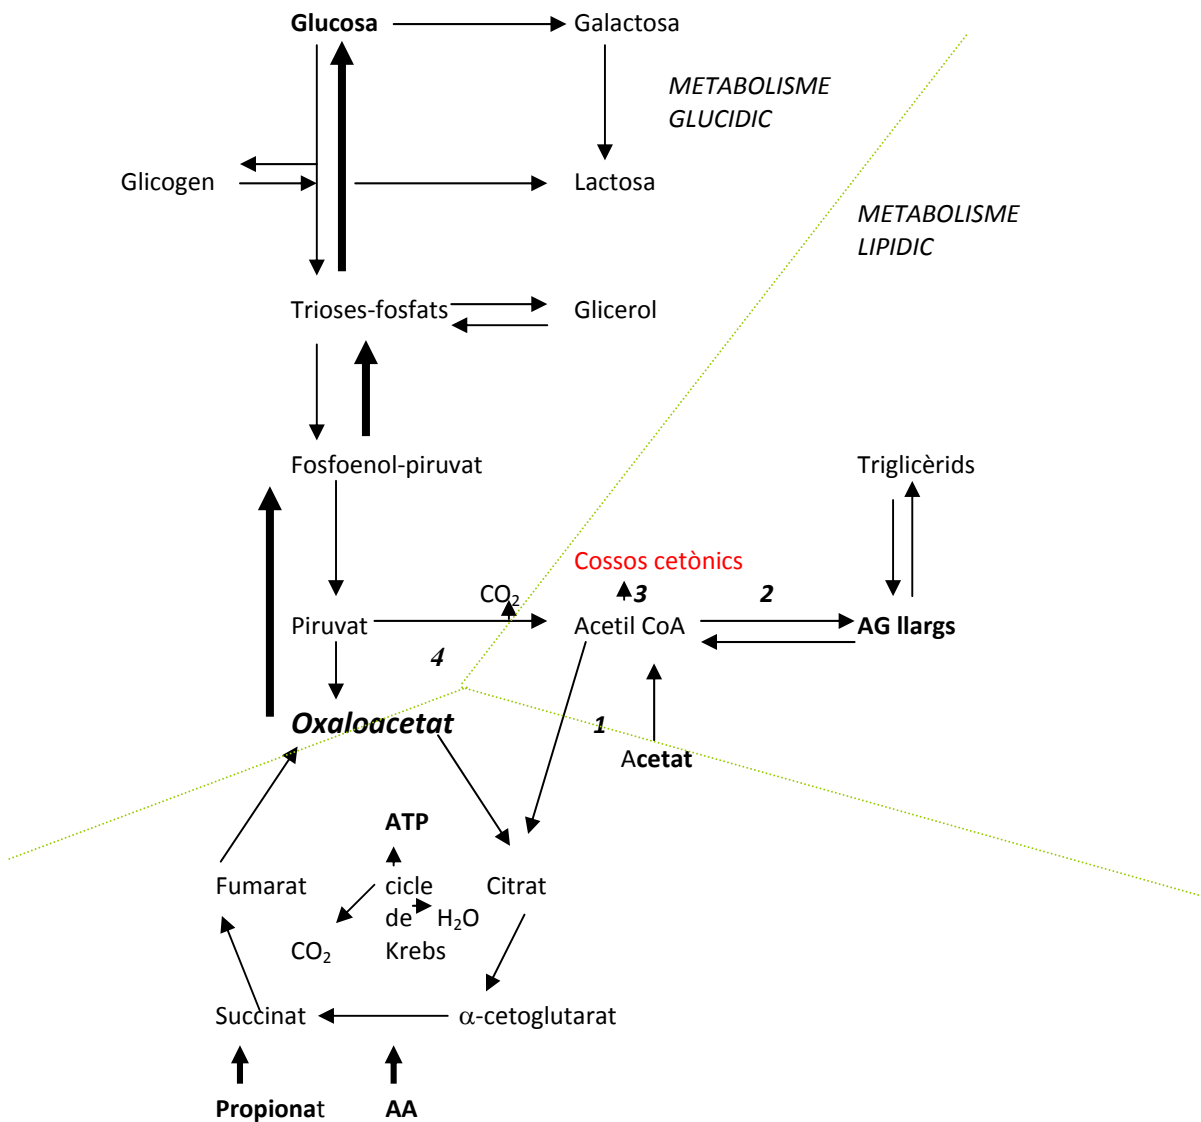 Glucosa
Galactosa
METABOLISME
GLUCIDIC
Glicogen
Lactosa
METABOLISME
LIPIDIC
Trioses-fosfats
Glicerol
Fosfoenol-piruvat
Triglicèrids
Cossos cetònics
CO₂
3
2
Piruvat
Acetil CoA
AG llargs
4
Oxaloacetat
1
Acetat
ATP
Fumarat
cicle
de
Krebs
Citrat
H₂O
CO₂
Succinat
α-cetoglutarat
Propionat
AA